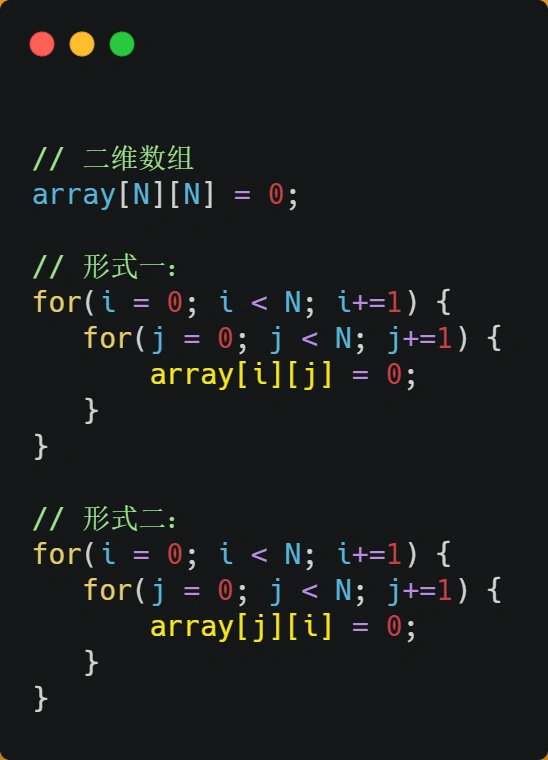 // 二维数组
array[N][N] = 0;
// 形式一：
for(i = 0; i < N; i+=1) {
for(j = 0; j < N; j+=1) {
array[i][j] = 0;
}
}
// 形式二：
for(i = 0; i < N; i+=1) {
for(j = 0; j < N; j+=1) {
array[j][i] = 0;
}
}